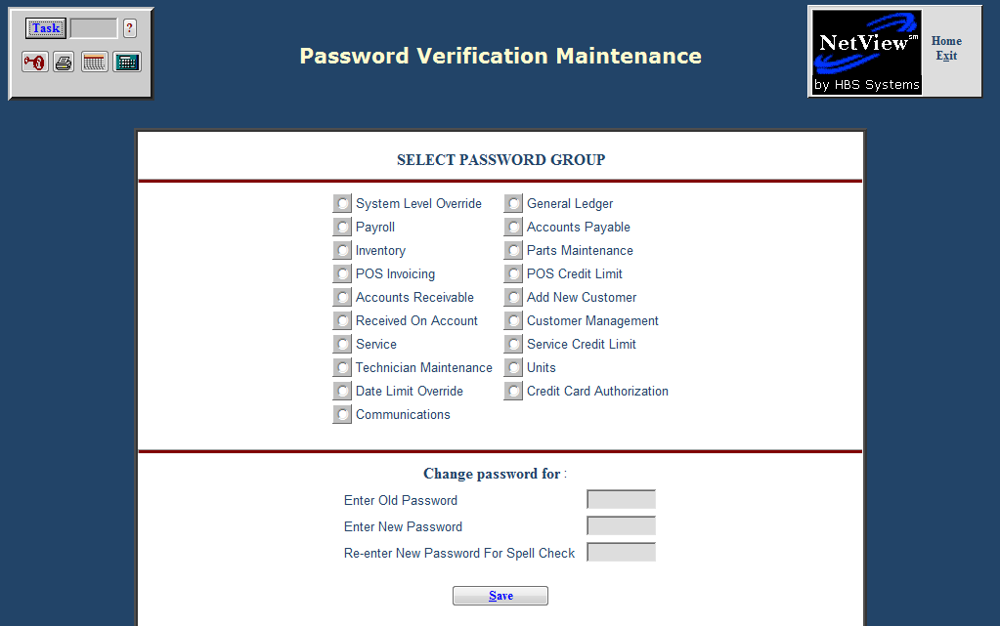 Task ?
Password Verification Maintenance
NetView℠
by HBS Systems
Home
Exit
SELECT PASSWORD GROUP
System Level Override General Ledger
Payroll Accounts Payable
Inventory Parts Maintenance
POS Invoicing POS Credit Limit
Accounts Receivable Add New Customer
Received On Account Customer Management
Service Service Credit Limit
Technician Maintenance Units
Date Limit Override Credit Card Authorization
Communications
Change password for :
Enter Old Password
Enter New Password
Re-enter New Password For Spell Check
Save